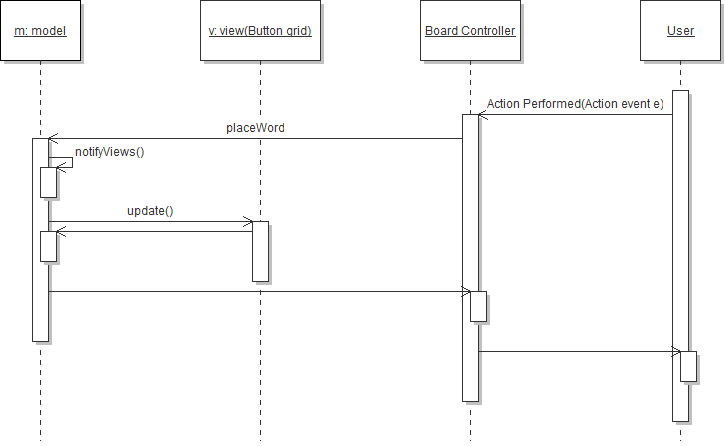 m: model
v: view(Button grid)
Board Controller
User
Action Performed(Action event e)
placeWord
notifyViews()
update()